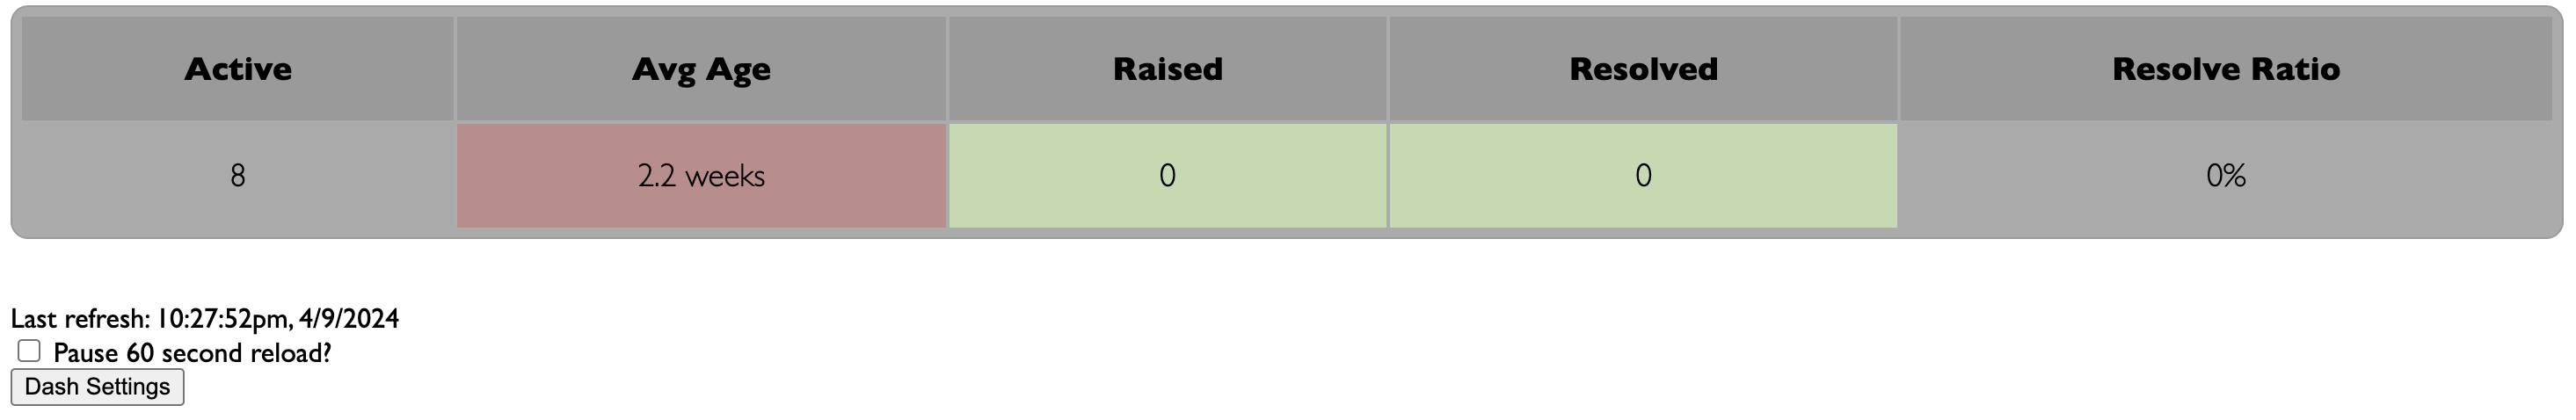 Active Avg Age Raised Resolved Resolve Ratio
8 2.2 weeks 0 0 0%
Last refresh: 10:27:52pm, 4/9/2024
Pause 60 second reload?
Dash Settings